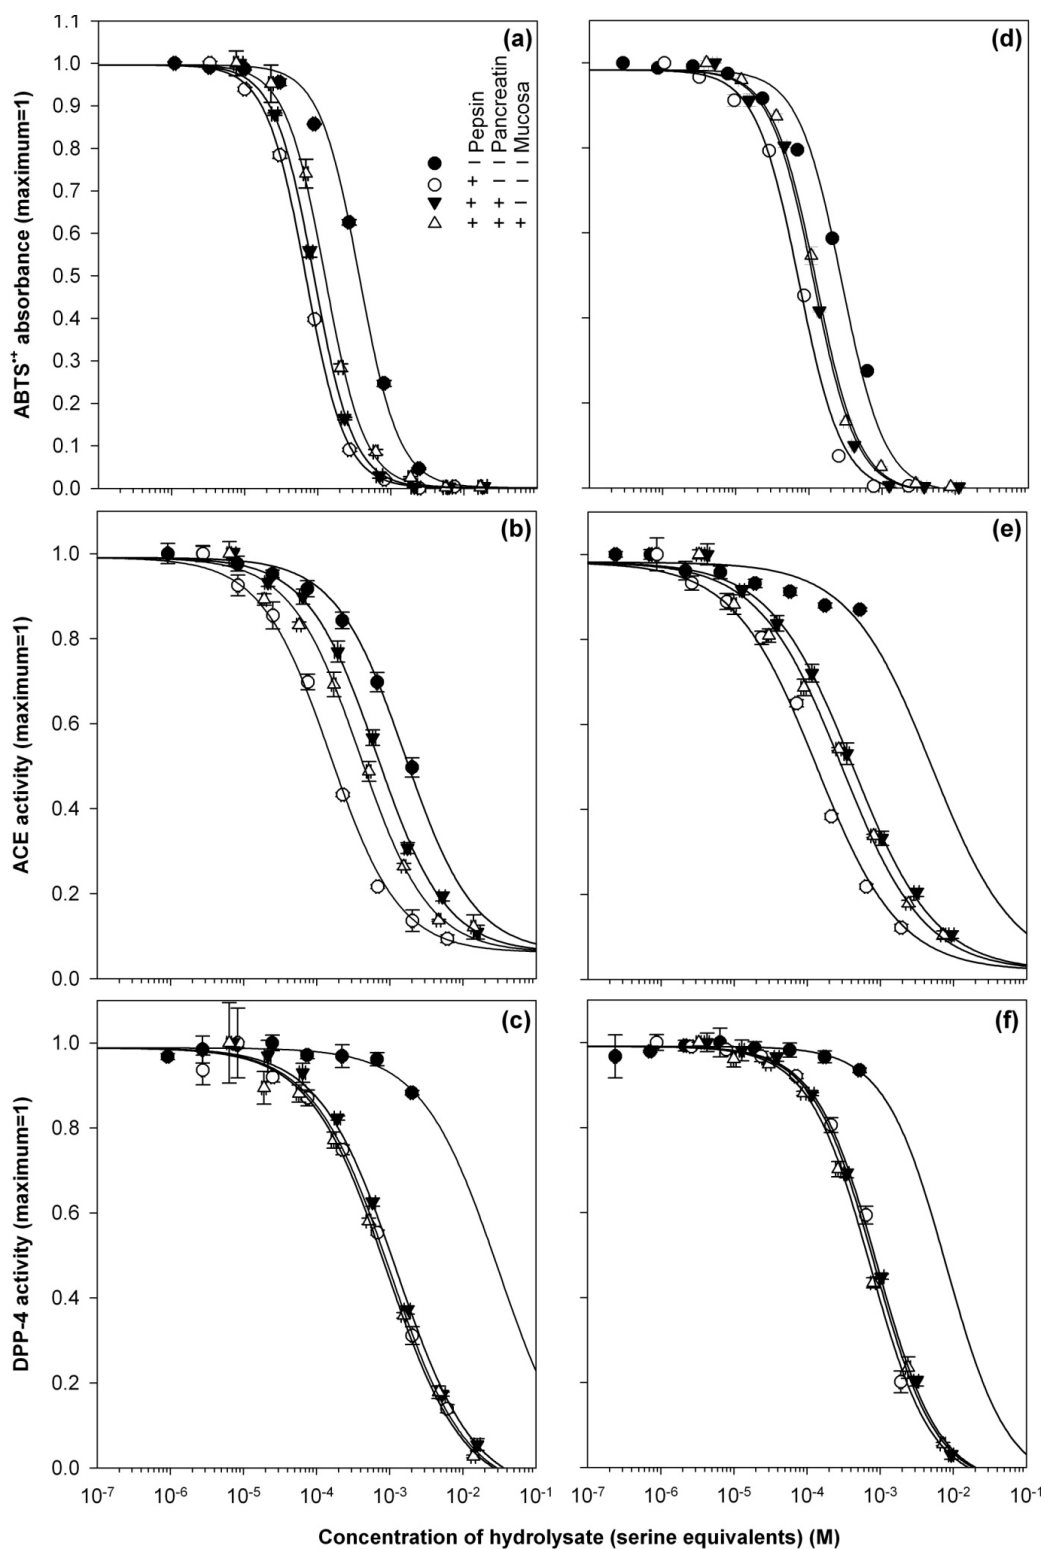 (a)
(d)
1.1
1.0
0.9
0.8
0.7
0.6
0.5
0.4
0.3
0.2
0.1
0.0
ABTS•+ absorbance (maximum=1)
− + + + Pepsin
− − + + Pancreatin
− − − + Mucosa
(b)
(e)
1.0
0.8
0.6
0.4
0.2
0.0
ACE activity (maximum=1)
(c)
(f)
1.0
0.8
0.6
0.4
0.2
0.0
DPP-4 activity (maximum=1)
10-7 10-6 10-5 10-4 10-3 10-2 10-1
10-7 10-6 10-5 10-4 10-3 10-2 10-1
Concentration of hydrolysate (serine equivalents) (M)